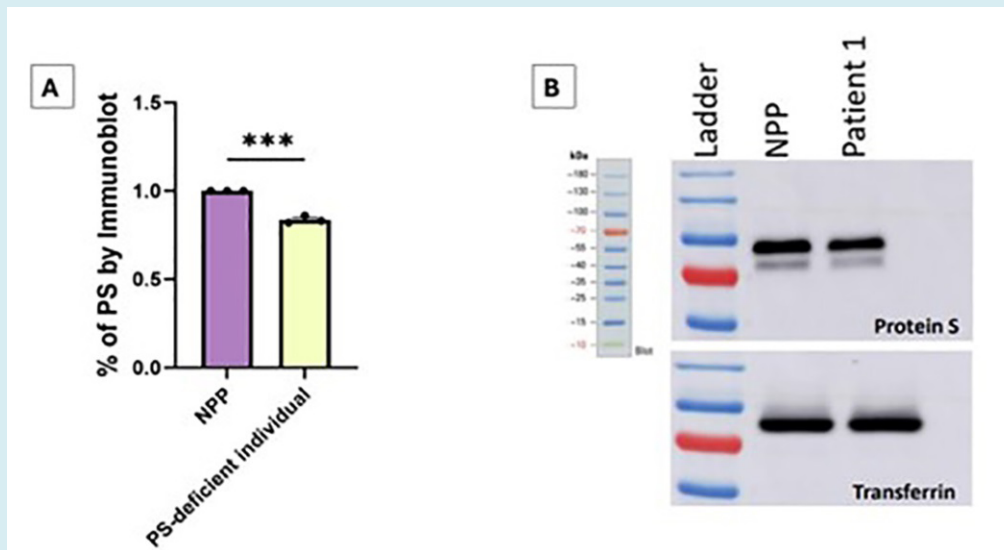 A
1.5
1.0
0.5
0.0
% of PS by Immunoblot
***
NPP
PS-deficient individual
B
kDa
~180
~130
~100
~70
~55
~40
~35
~25
~15
~10
Blot
Ladder
NPP
Patient 1
Protein S
Transferrin